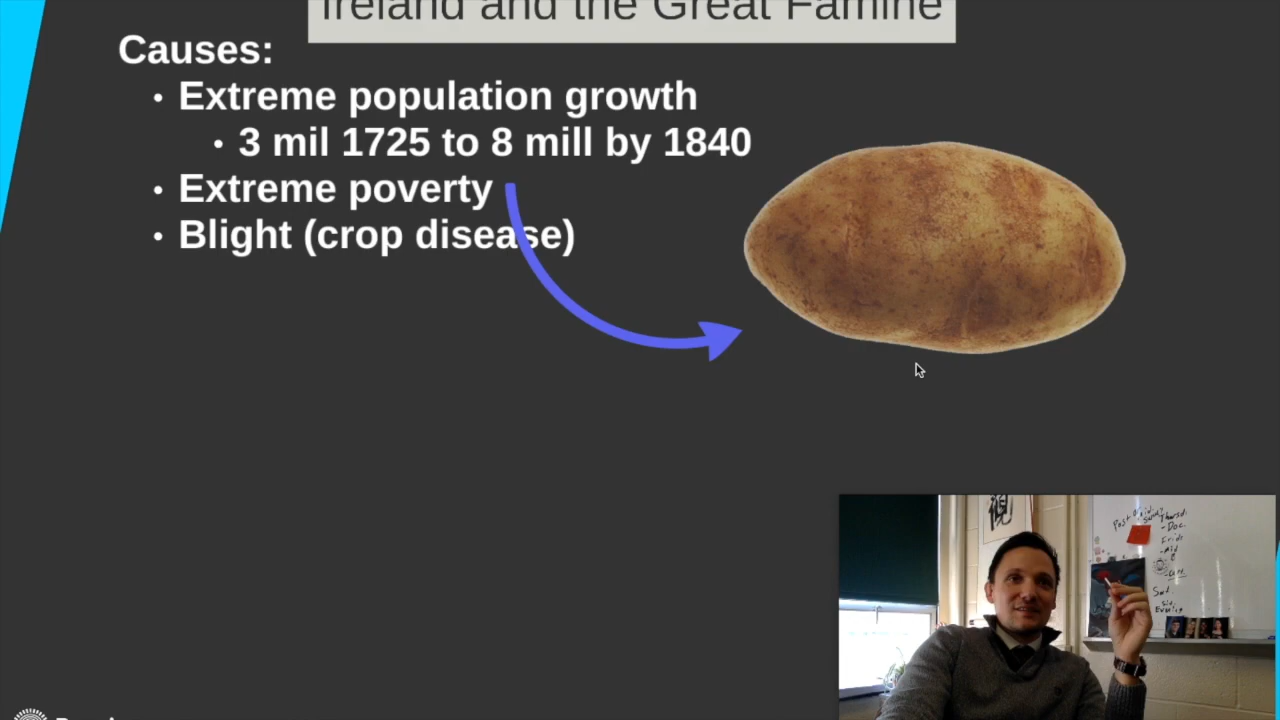 Ireland and the Great Famine
Causes:
• Extreme population growth
• 3 mil 1725 to 8 mill by 1840
• Extreme poverty
• Blight (crop disease)